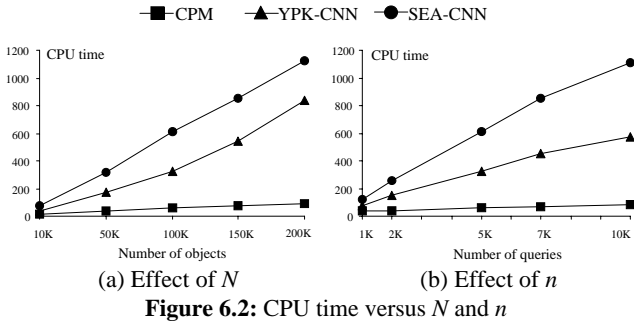 CPM YPK-CNN SEA-CNN
CPU time
1200
1000
800
600
400
200
0
10K 50K 100K 150K 200K
Number of objects
(a) Effect of N
CPU time
1200
1000
800
600
400
200
0
1K 2K 5K 7K 10K
Number of queries
(b) Effect of n
Figure 6.2: CPU time versus N and n